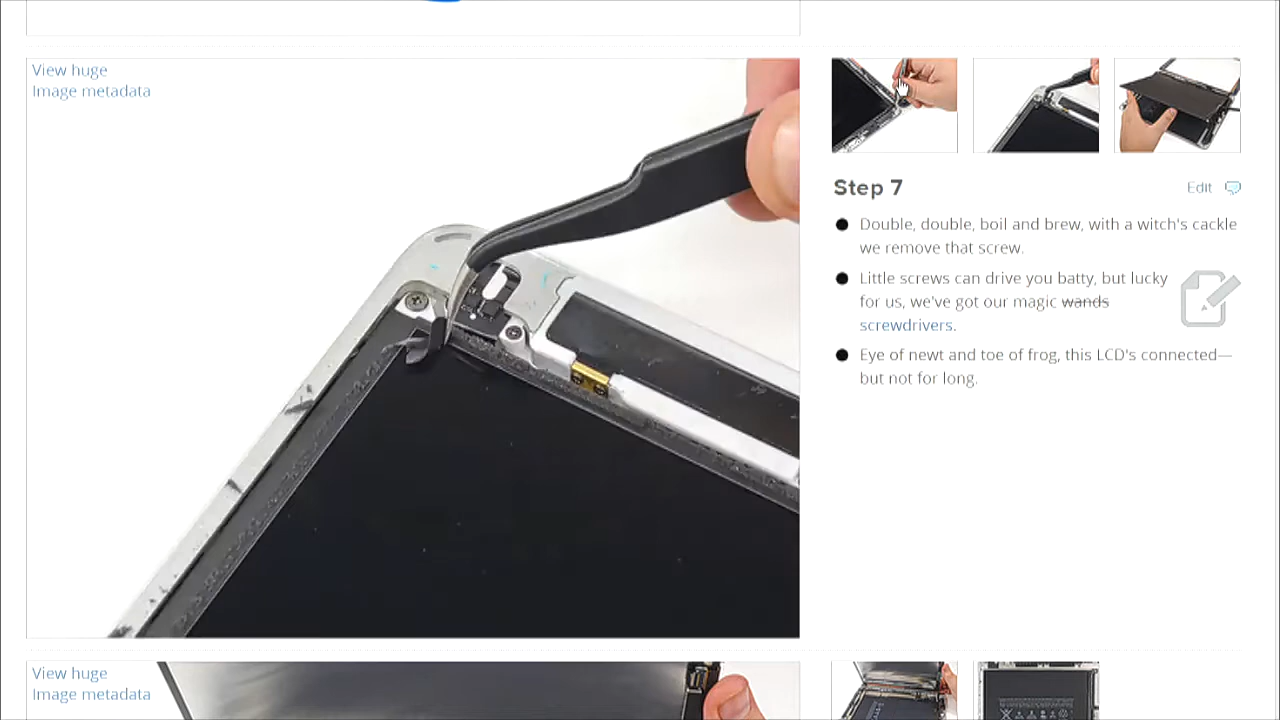 View huge
Image metadata
Step 7
Edit
Double, double, boil and brew, with a witch's cackle
we remove that screw.
Little screws can drive you batty, but lucky
for us, we've got our magic wands
screwdrivers.
Eye of newt and toe of frog, this LCD's connected—
but not for long.
View huge
Image metadata